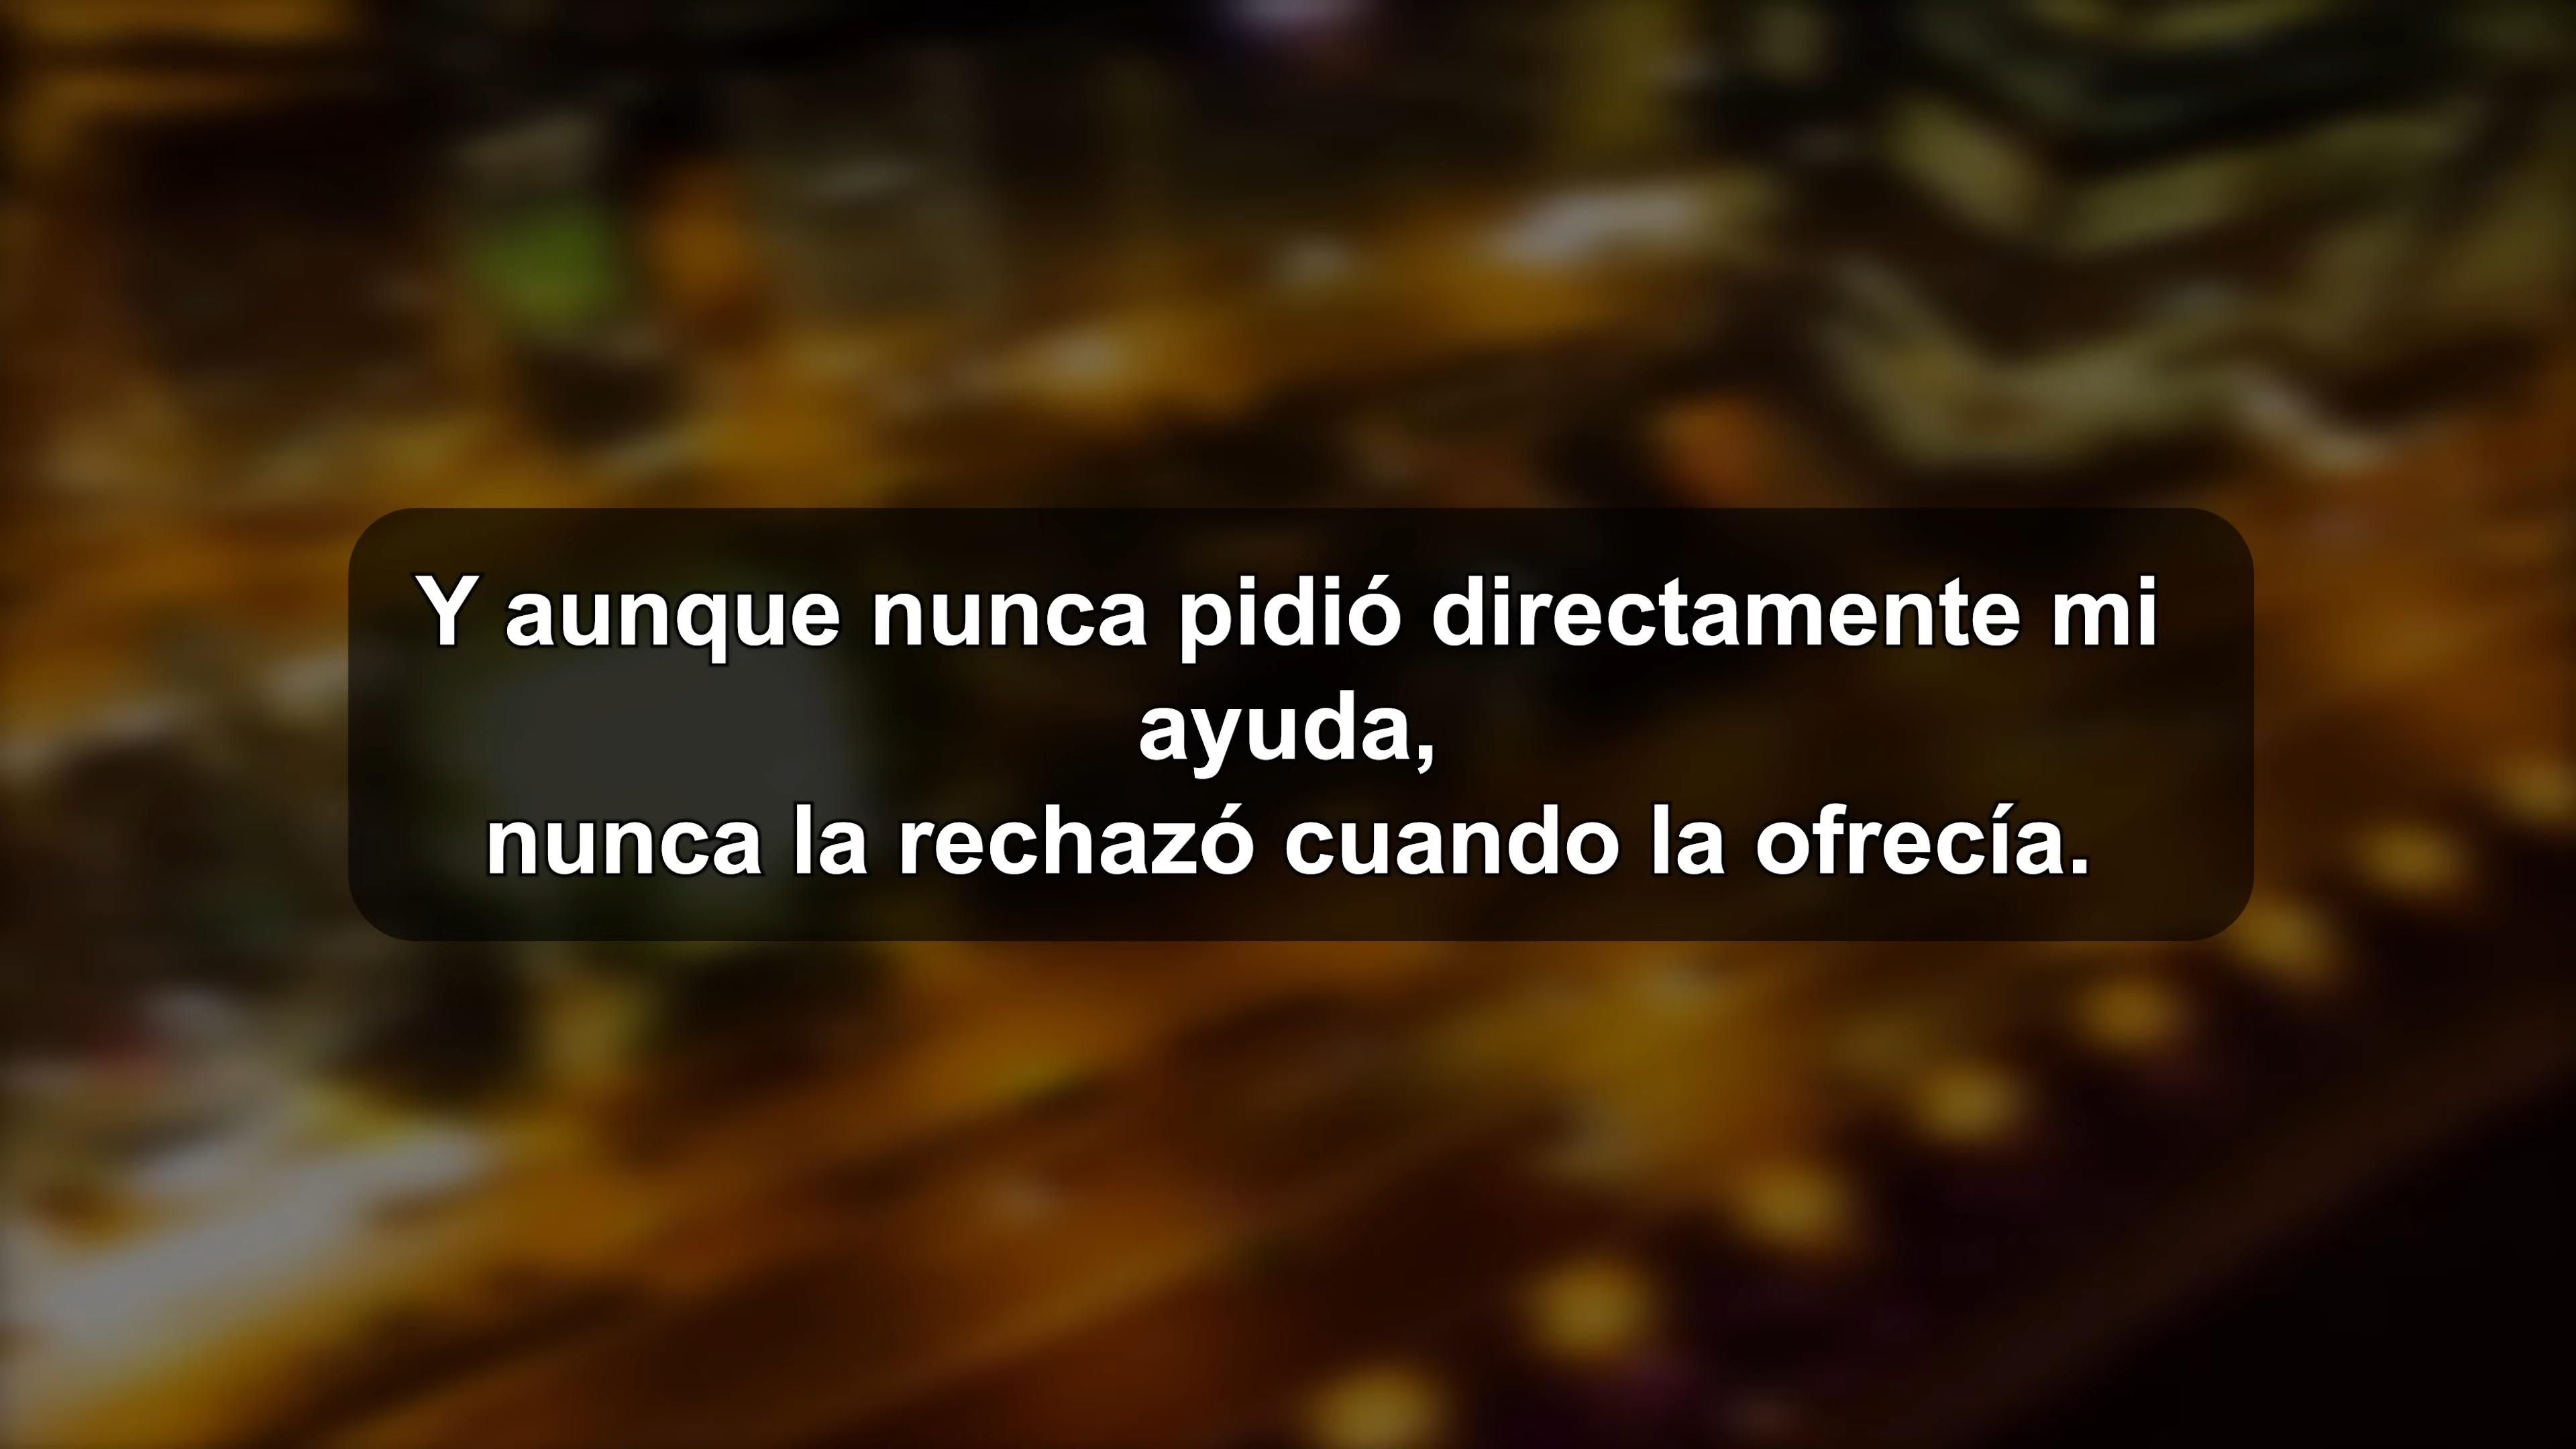 Y aunque nunca pidió directamente mi
ayuda,
nunca la rechazó cuando la ofrecía.